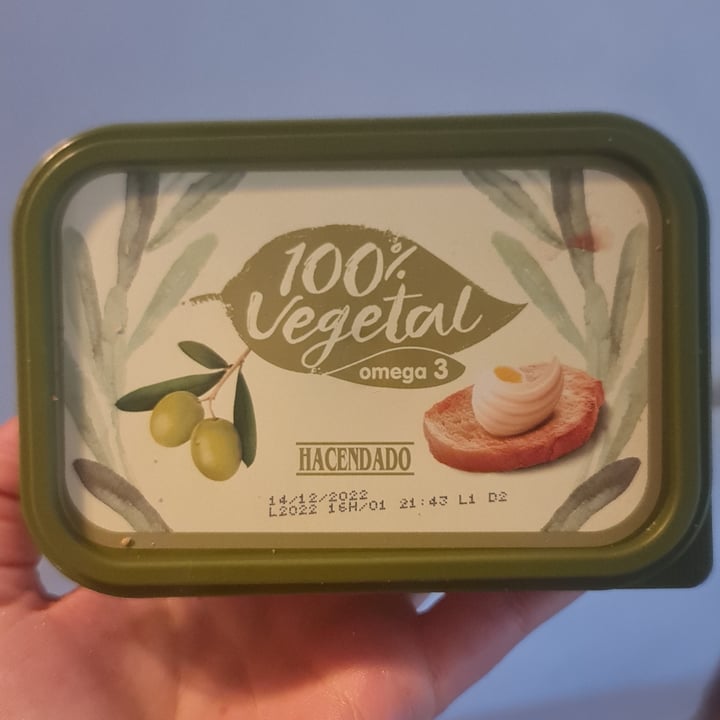 100%
Vegetal
omega 3
HACENDADO
14/12/2022
L2022 16H/01 21:43 L1 D2